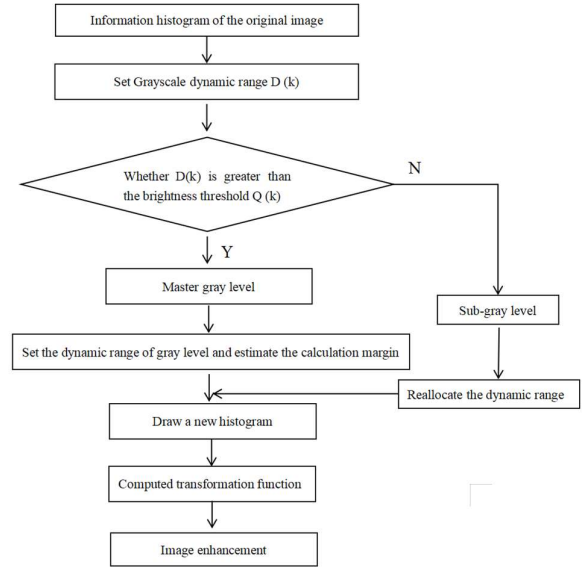 Information histogram of the original image
Set Grayscale dynamic range D (k)
Whether D(k) is greater than
the brightness threshold Q (k)
N
Y
Master gray level
Sub-gray level
Set the dynamic range of gray level and estimate the calculation margin
Reallocate the dynamic range
Draw a new histogram
Computed transformation function
Image enhancement